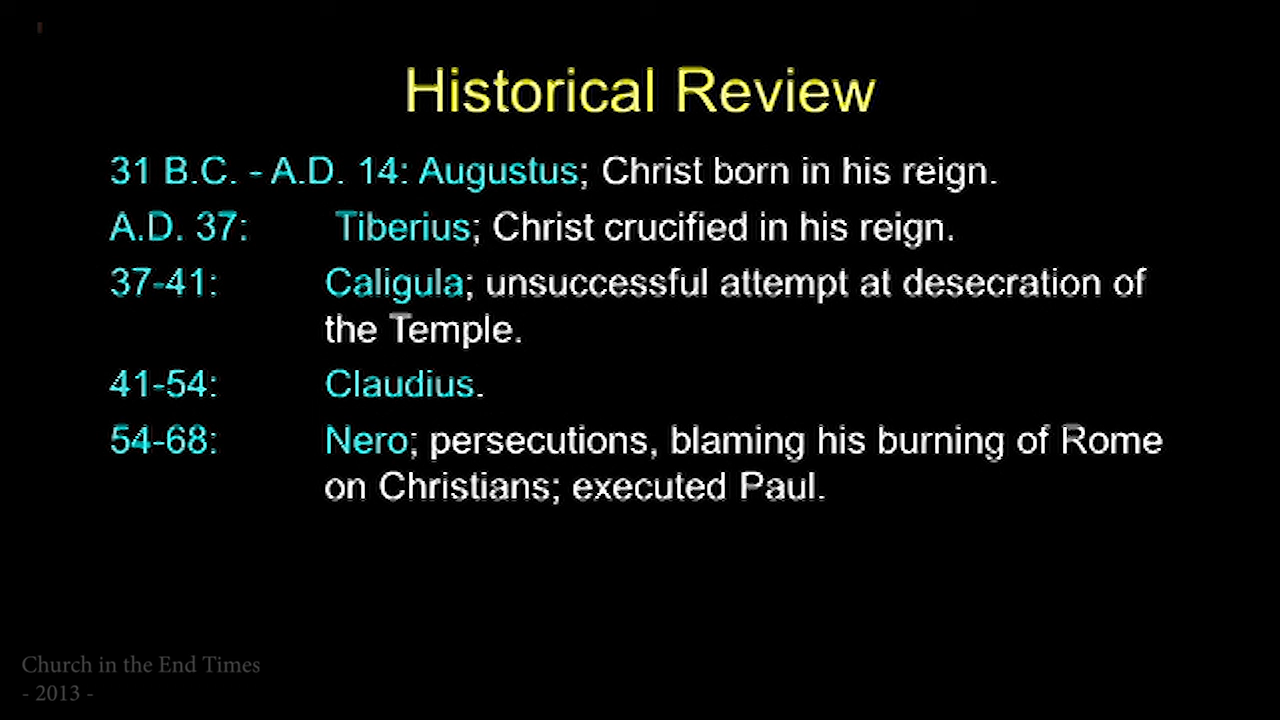 Historical Review
31 B.C. - A.D. 14: Augustus; Christ born in his reign.
A.D. 37: Tiberius; Christ crucified in his reign.
37-41: Caligula; unsuccessful attempt at desecration of
the Temple.
41-54: Claudius.
54-68: Nero; persecutions, blaming his burning of Rome
on Christians; executed Paul.
Church in the End Times
- 2013 -